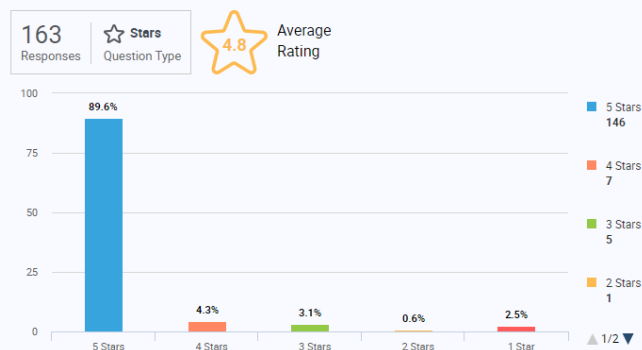 163
Responses
Stars
Question Type
4.8
Average
Rating
100
75
50
25
0
89.6%
4.3%
3.1%
0.6%
2.5%
5 Stars
4 Stars
3 Stars
2 Stars
1 Star
5 Stars
146
4 Stars
7
3 Stars
5
2 Stars
1
1/2